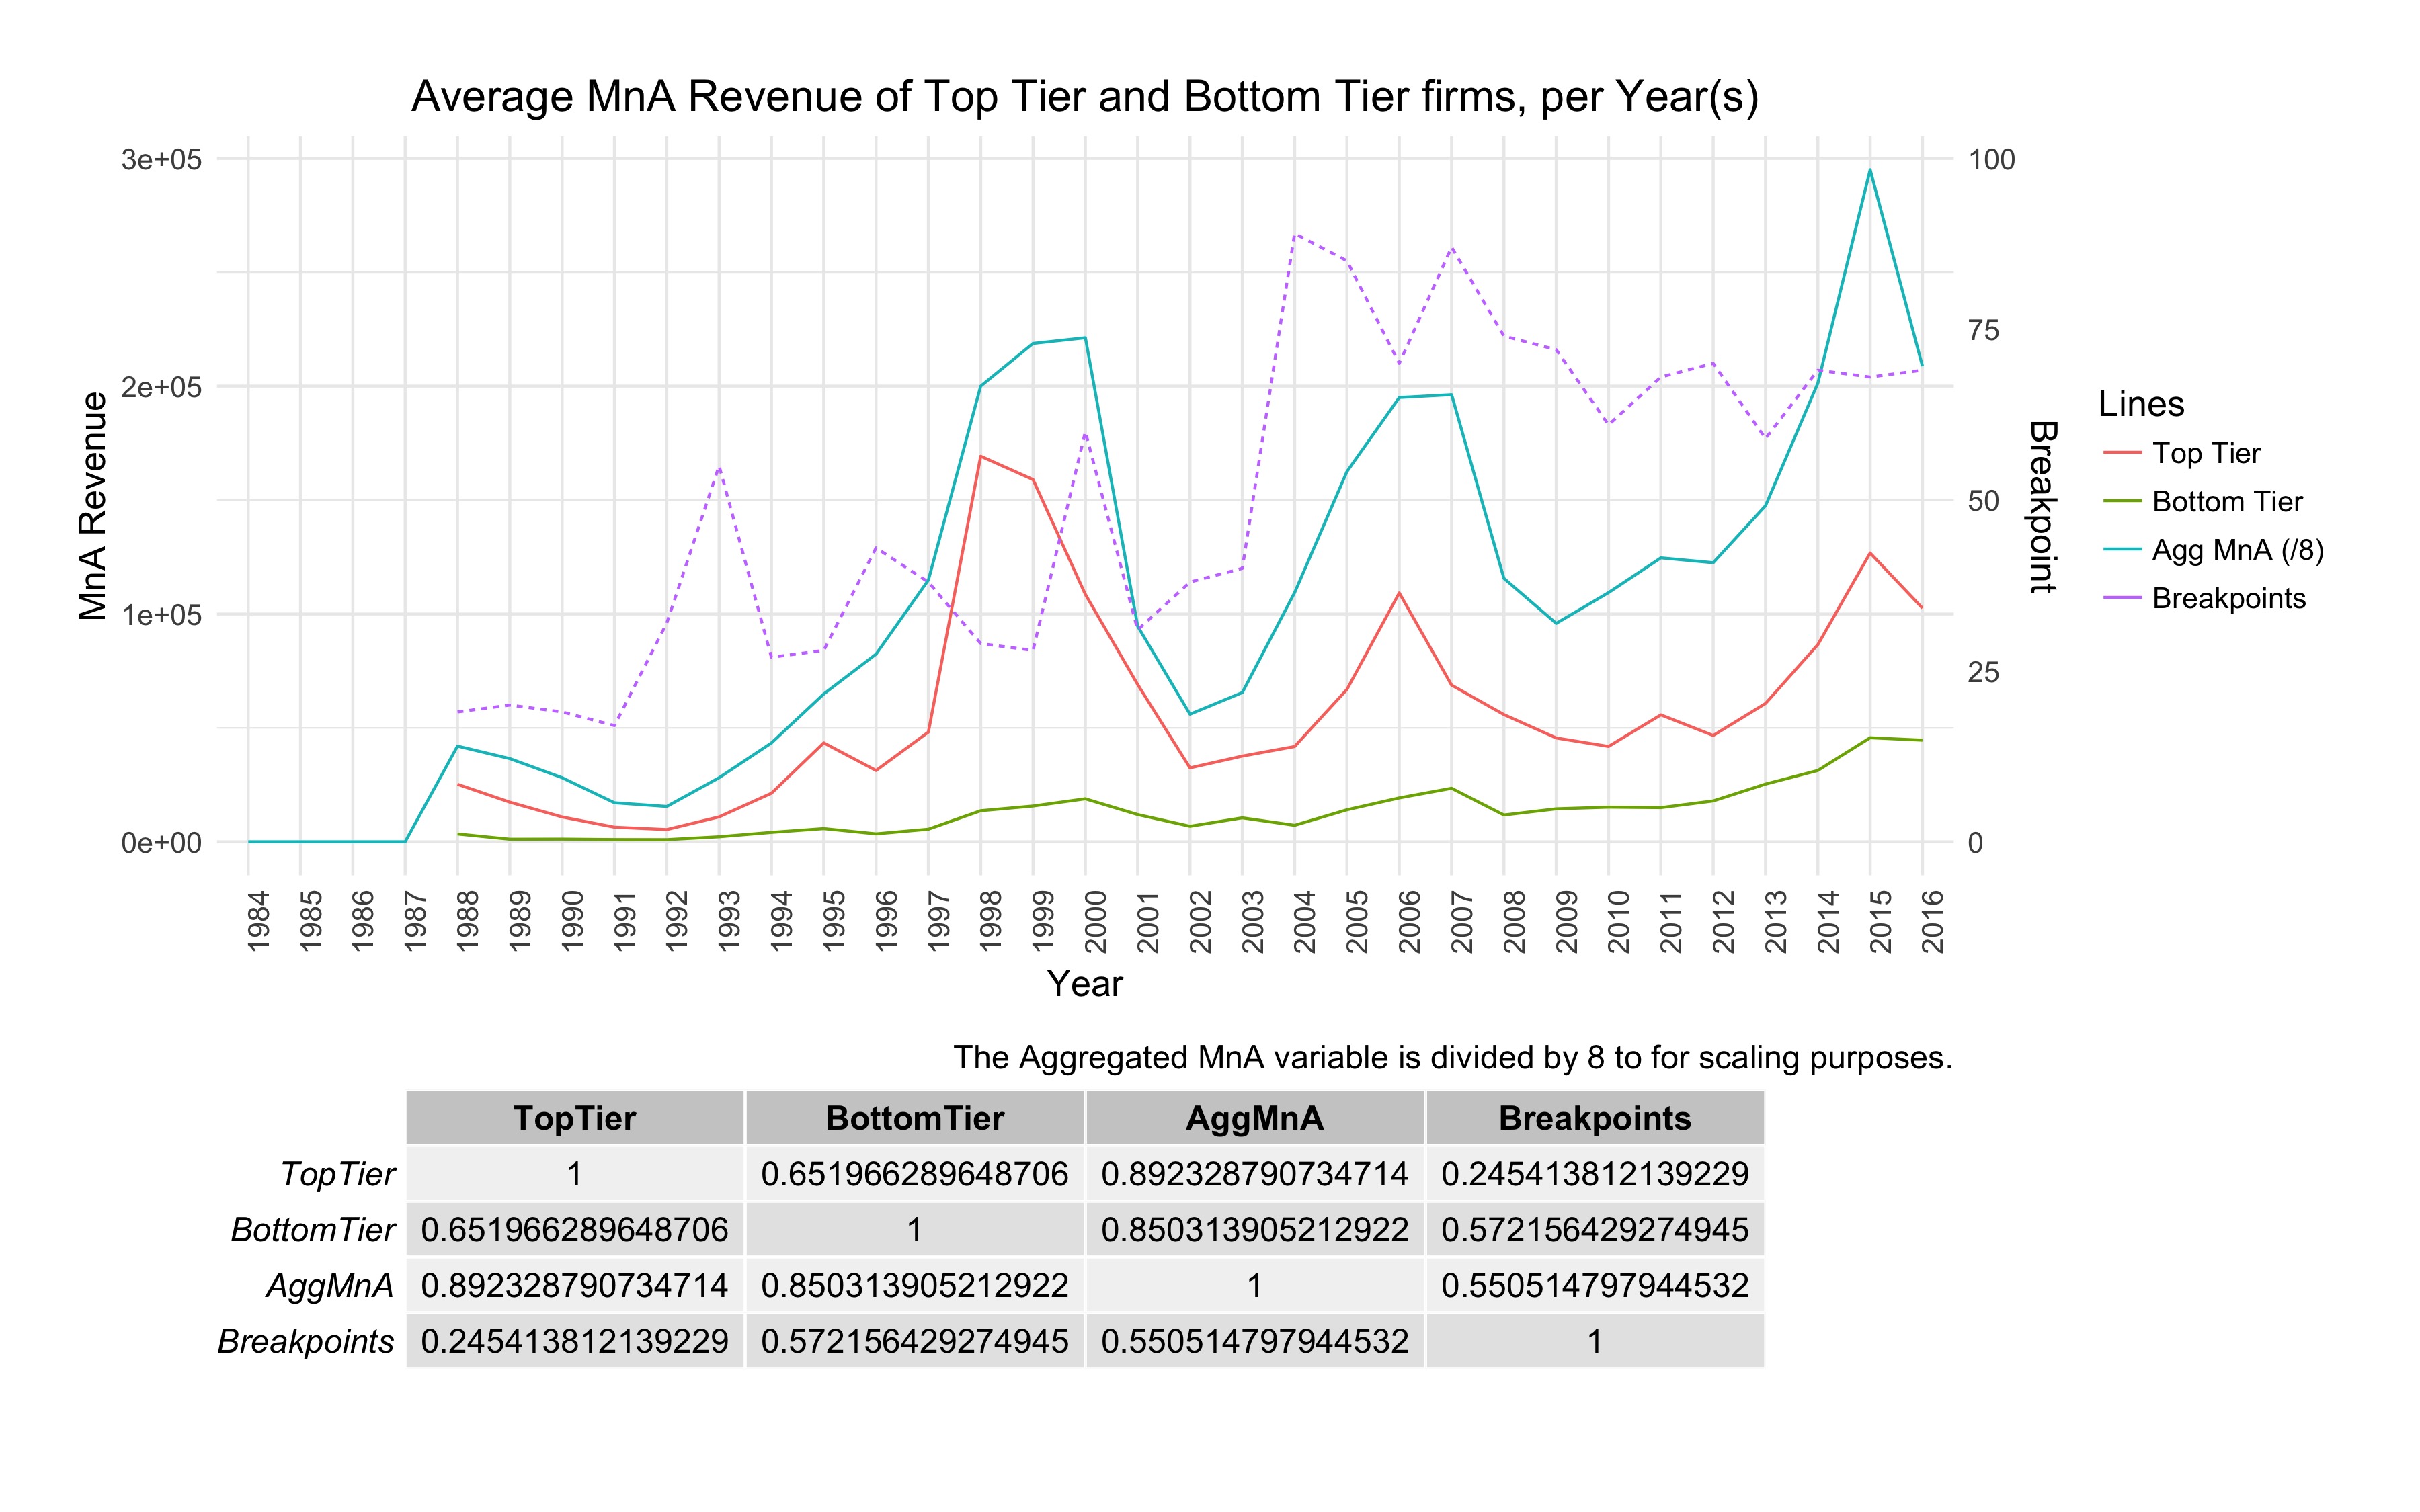 Average MnA Revenue of Top Tier and Bottom Tier firms, per Year(s)
3e+05
2e+05
1e+05
0e+00
MnA Revenue
100
75
50
25
0
Breakpoint
Lines
Top Tier
Bottom Tier
Agg MnA (/8)
Breakpoints
1984 1985 1986 1987 1988 1989 1990 1991 1992 1993 1994 1995 1996 1997 1998 1999 2000 2001 2002 2003 2004 2005 2006 2007 2008 2009 2010 2011 2012 2013 2014 2015 2016
Year
The Aggregated MnA variable is divided by 8 to for scaling purposes.
TopTier BottomTier AggMnA Breakpoints
TopTier 1 0.651966289648706 0.892328790734714 0.245413812139229
BottomTier 0.651966289648706 1 0.850313905212922 0.572156429274945
AggMnA 0.892328790734714 0.850313905212922 1 0.550514797944532
Breakpoints 0.245413812139229 0.572156429274945 0.550514797944532 1